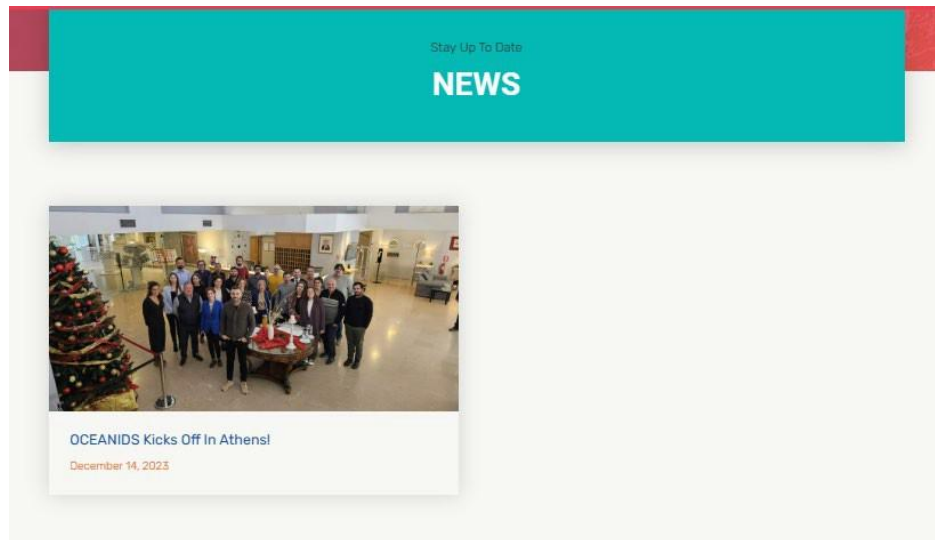 Stay Up To Date
NEWS
OCEANIDS Kicks Off In Athens!
December 14, 2023